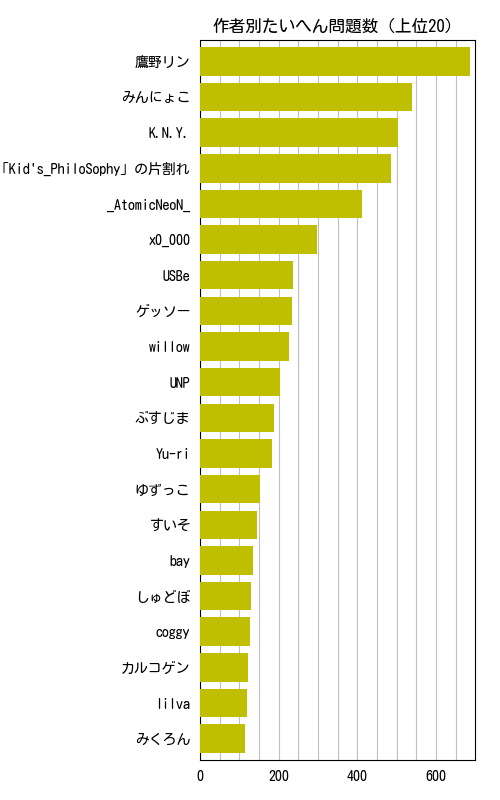 作者別たいへん問題数（上位20）
鷹野リン
みんにょこ
K.N.Y.
「Kid's_PhiloSophy」の片割れ
_AtomicNeoN_
x0_000
USBe
ゲッソー
willow
UNP
ぶすじま
Yu-ri
ゆずっこ
すいそ
bay
しゅどぼ
coggy
カルコゲン
lilva
みくろん
0 200 400 600